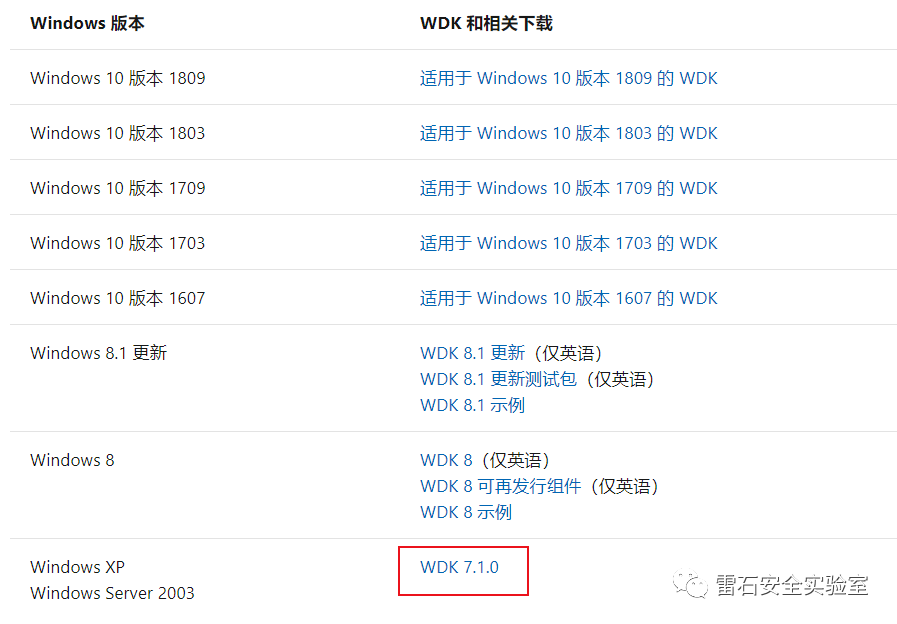 Windows 版本 WDK 和相关下载
Windows 10 版本 1809 适用于 Windows 10 版本 1809 的 WDK
Windows 10 版本 1803 适用于 Windows 10 版本 1803 的 WDK
Windows 10 版本 1709 适用于 Windows 10 版本 1709 的 WDK
Windows 10 版本 1703 适用于 Windows 10 版本 1703 的 WDK
Windows 10 版本 1607 适用于 Windows 10 版本 1607 的 WDK
Windows 8.1 更新 WDK 8.1 更新（仅英语）
WDK 8.1 更新测试包（仅英语）
WDK 8.1 示例
Windows 8 WDK 8（仅英语）
WDK 8 可再发行组件（仅英语）
WDK 8 示例
Windows XP WDK 7.1.0
Windows Server 2003
雷石安全实验室